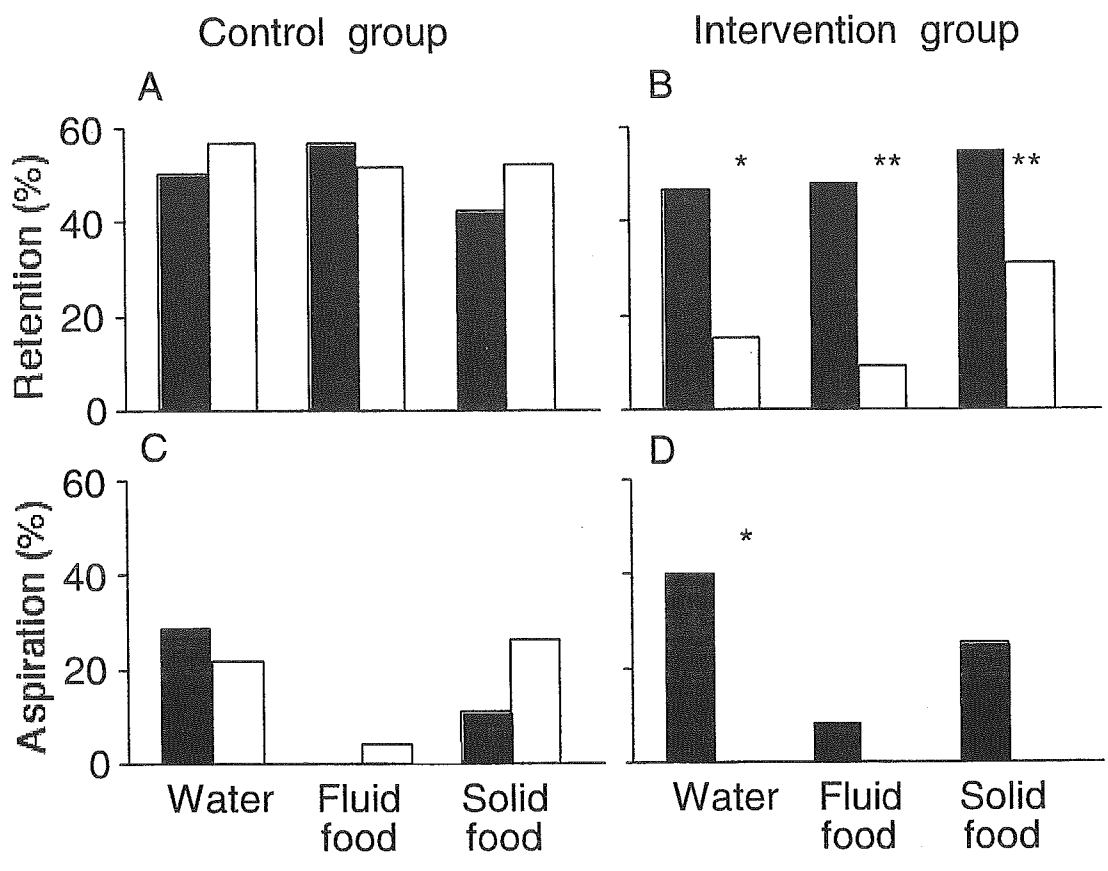 Control group
Intervention group
A
B
Retention (%)
60
40
20
0
*
**
**
C
D
Aspiration (%)
60
40
20
0
*
Water
Fluid food
Solid food
Water
Fluid food
Solid food